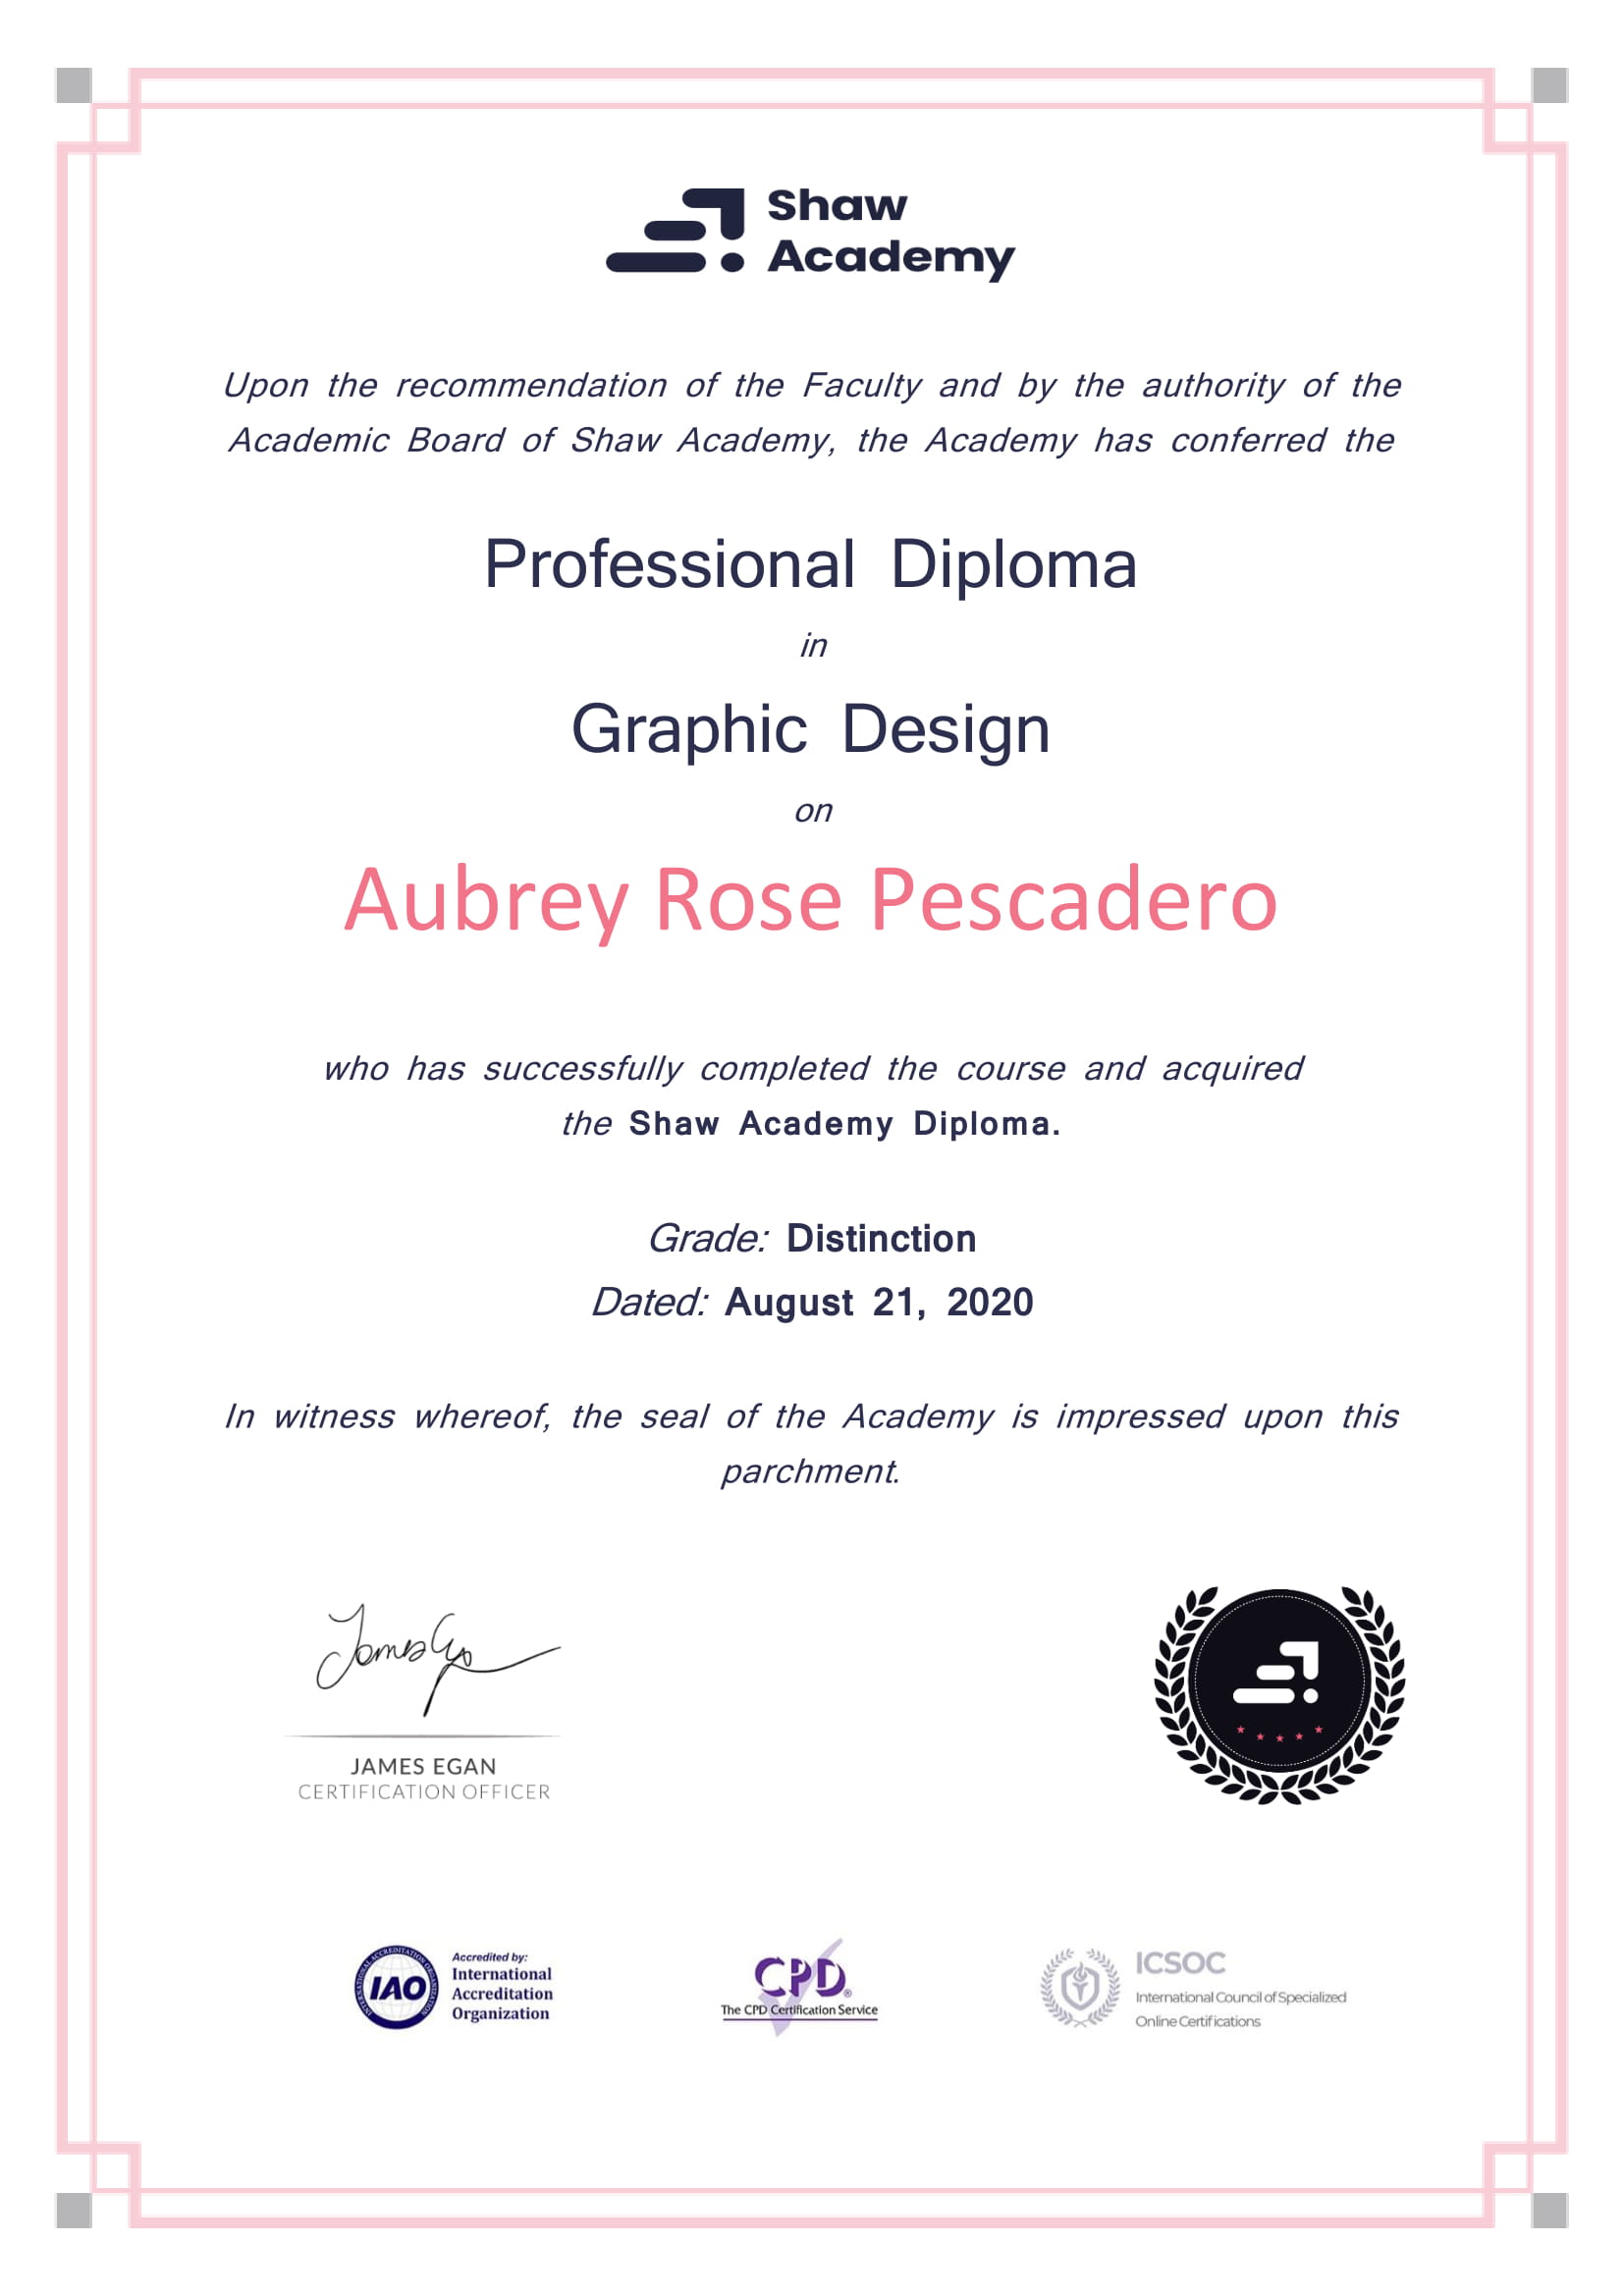 Shaw
Academy
Upon the recommendation of the Faculty and by the authority of the
Academic Board of Shaw Academy, the Academy has conferred the
Professional Diploma
in
Graphic Design
on
Aubrey Rose Pescadero
who has successfully completed the course and acquired
the Shaw Academy Diploma.
Grade: Distinction
Dated: August 21, 2020
In witness whereof, the seal of the Academy is impressed upon this
parchment.
JAMES EGAN
CERTIFICATION OFFICER
INTERNATIONAL ACCREDITATION ORGANIZATION
IAO
Accredited by:
International
Accreditation
Organization
CPD®
The CPD Certification Service
ICSOC
International Council of Specialized
Online Certifications